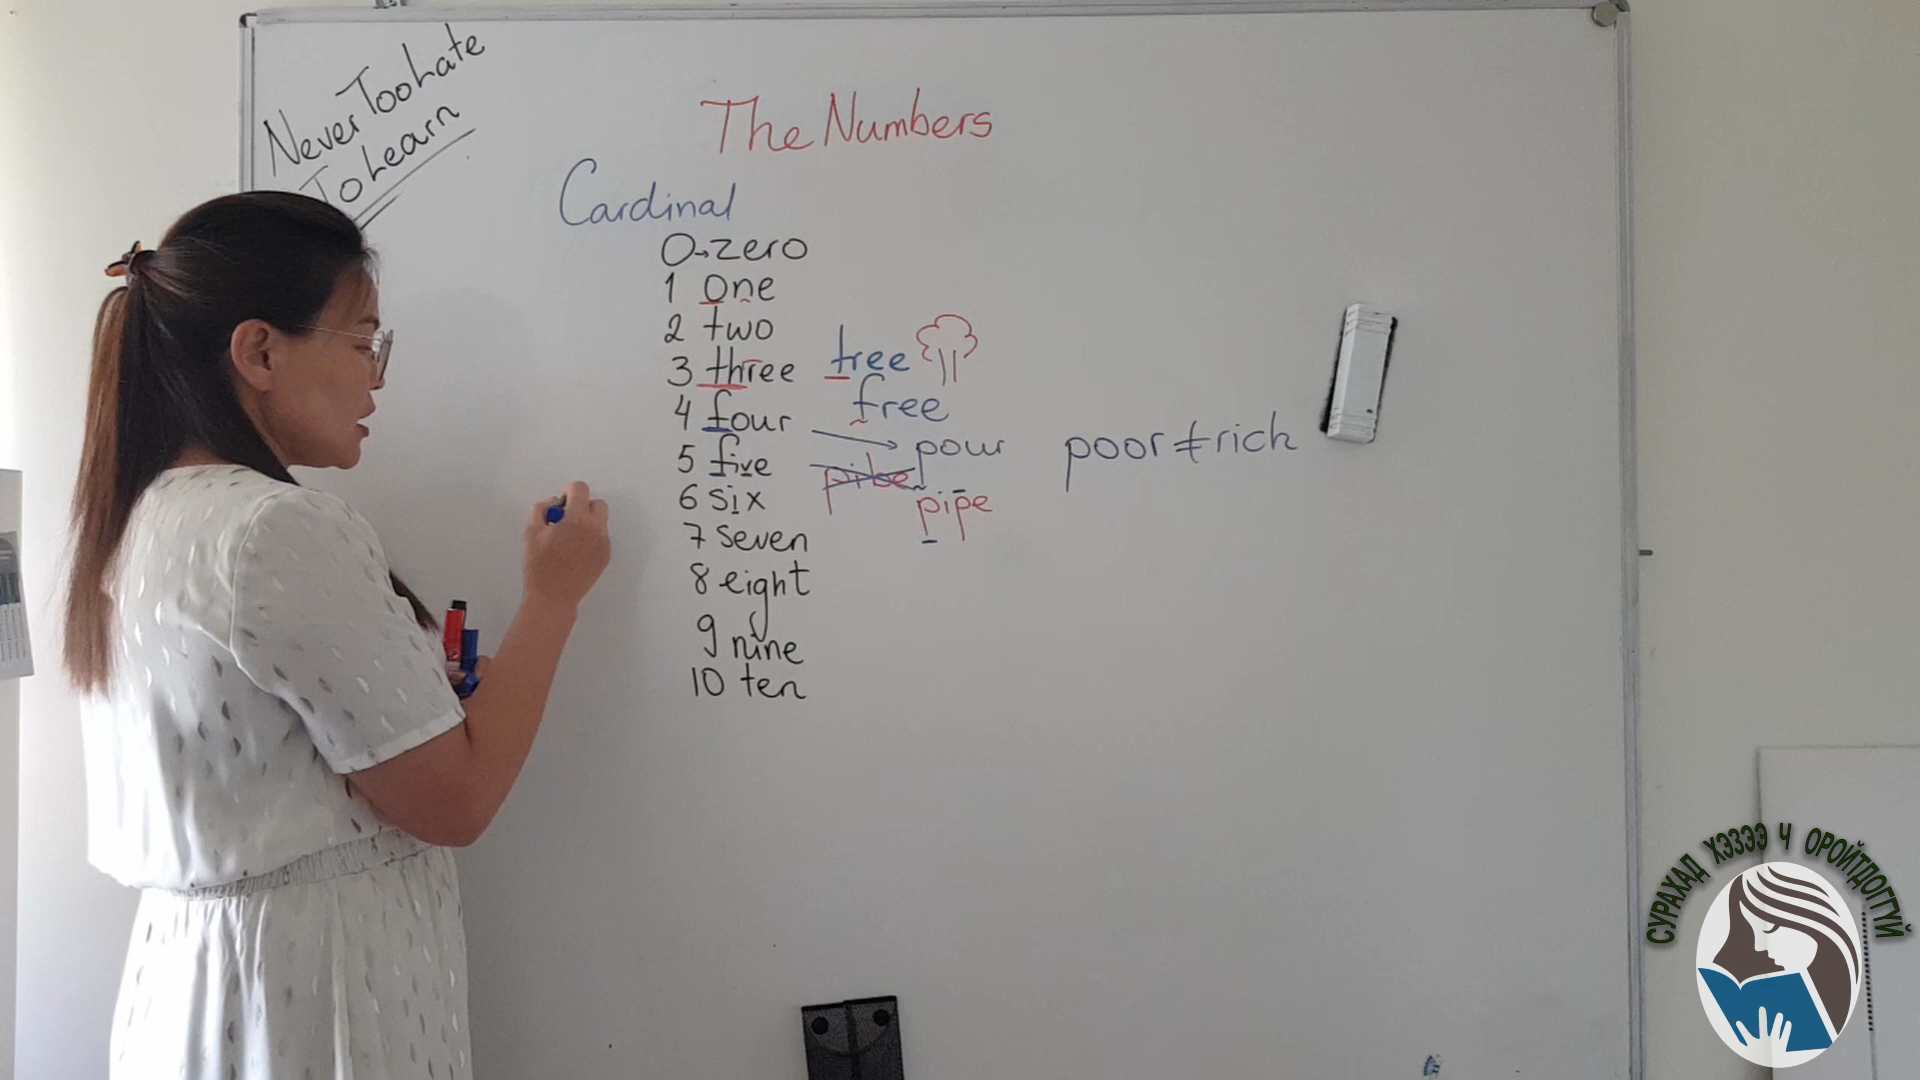 Never Too Late
To Learn
The Numbers
Cardinal
0→zero
1 one
2 two
3 three tree
free
4 four → pour poor ≠ rich
5 five pibe pipe
6 six
7 seven
8 eight
9 nine
10 ten
СУРАХАД ХЭЗЭЭ Ч ОРОЙТДОГГҮЙ